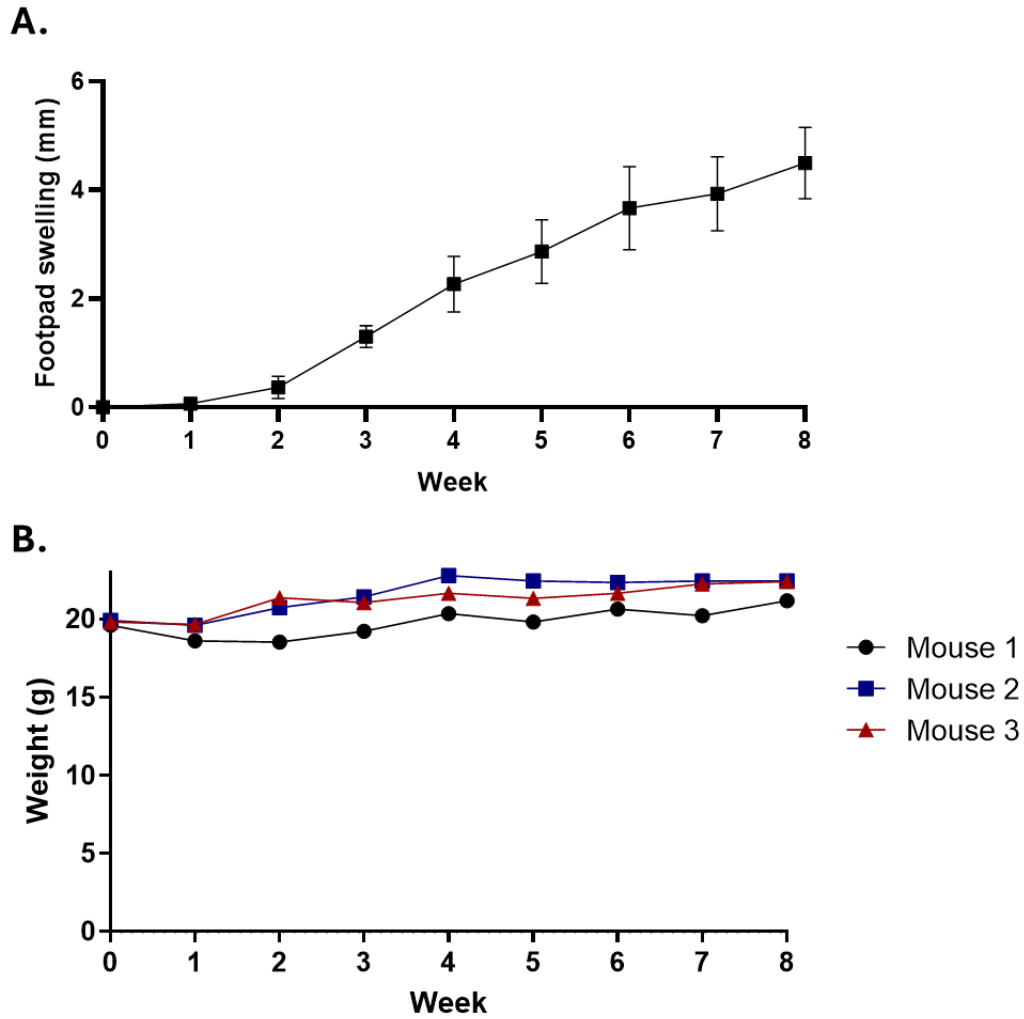 A.
6
4
2
0
Footpad swelling (mm)
0 1 2 3 4 5 6 7 8
Week
B.
20
15
10
5
0
Weight (g)
0 1 2 3 4 5 6 7 8
Week
Mouse 1
Mouse 2
Mouse 3